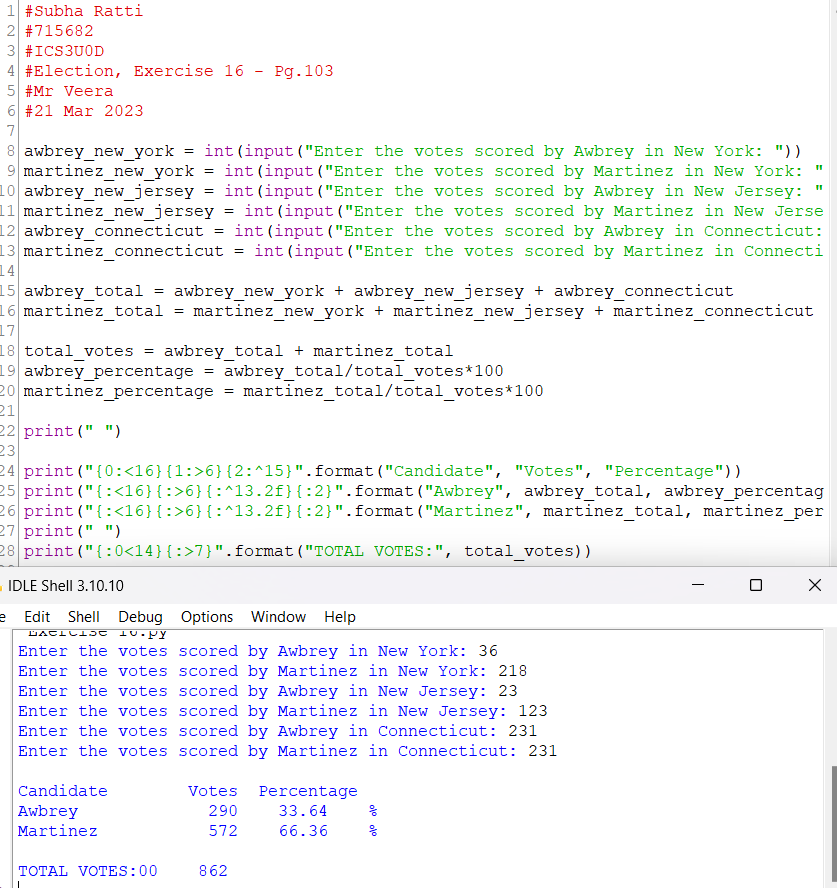 1 #Subha Ratti
2 #715682
3 #ICS3U0D
4 #Election, Exercise 16 - Pg.103
5 #Mr Veera
6 #21 Mar 2023
7
8 awbrey_new_york = int(input("Enter the votes scored by Awbrey in New York: "))
9 martinez_new_york = int(input("Enter the votes scored by Martinez in New York: "
10 awbrey_new_jersey = int(input("Enter the votes scored by Awbrey in New Jersey: "
11 martinez_new_jersey = int(input("Enter the votes scored by Martinez in New Jerse
12 awbrey_connecticut = int(input("Enter the votes scored by Awbrey in Connecticut:
13 martinez_connecticut = int(input("Enter the votes scored by Martinez in Connecti
14
15 awbrey_total = awbrey_new_york + awbrey_new_jersey + awbrey_connecticut
16 martinez_total = martinez_new_york + martinez_new_jersey + martinez_connecticut
17
18 total_votes = awbrey_total + martinez_total
19 awbrey_percentage = awbrey_total/total_votes*100
20 martinez_percentage = martinez_total/total_votes*100
21
22 print(" ")
23
24 print("{0:<16}{1:>6}{2:^15}".format("Candidate", "Votes", "Percentage"))
25 print("{:<16}{:>6}{:^13.2f}{:2}".format("Awbrey", awbrey_total, awbrey_percentag
26 print("{:<16}{:>6}{:^13.2f}{:2}".format("Martinez", martinez_total, martinez_per
27 print(" ")
28 print("{:0<14}{:>7}".format("TOTAL VOTES:", total_votes))
IDLE Shell 3.10.10
e Edit Shell Debug Options Window Help
Exercise 16.py
Enter the votes scored by Awbrey in New York: 36
Enter the votes scored by Martinez in New York: 218
Enter the votes scored by Awbrey in New Jersey: 23
Enter the votes scored by Martinez in New Jersey: 123
Enter the votes scored by Awbrey in Connecticut: 231
Enter the votes scored by Martinez in Connecticut: 231
Candidate Votes Percentage
Awbrey 290 33.64 %
Martinez 572 66.36 %
TOTAL VOTES:00 862